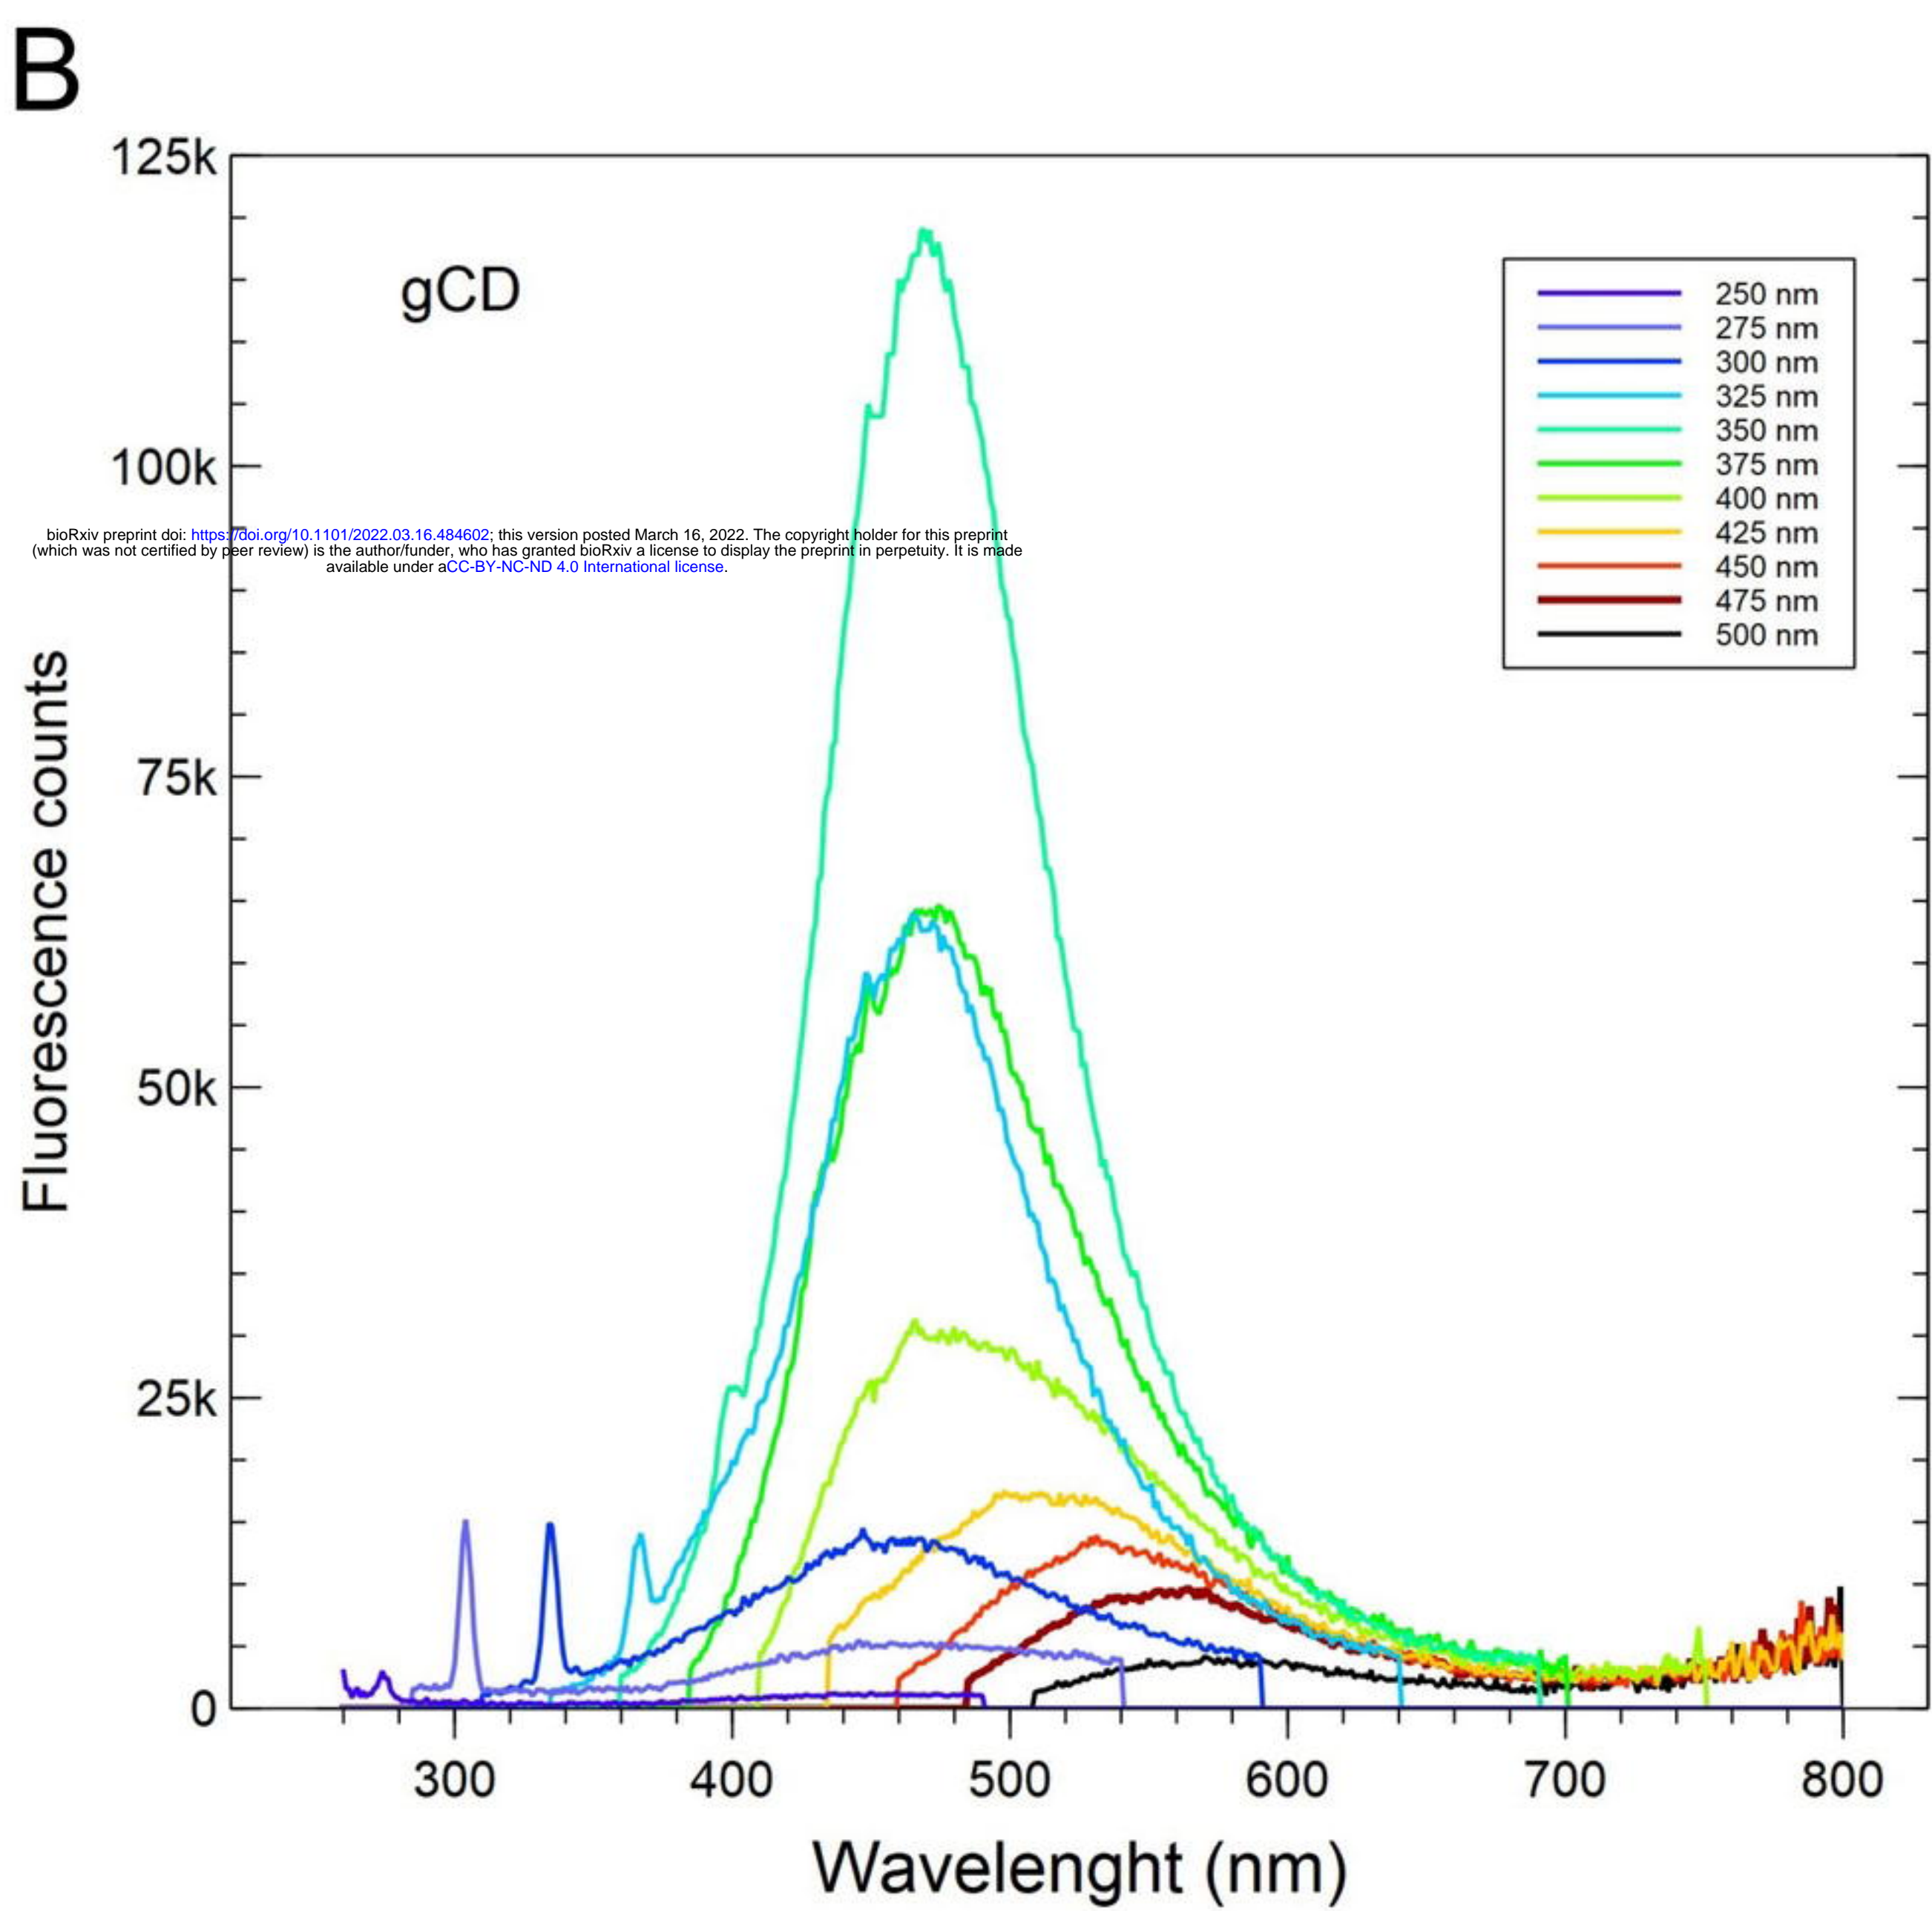 B
125k
100k
75k
50k
25k
0
gCD
250 nm
275 nm
300 nm
325 nm
350 nm
375 nm
400 nm
425 nm
450 nm
475 nm
500 nm
bioRxiv preprint doi: https://doi.org/10.1101/2022.03.16.484602; this version posted March 16, 2022. The copyright holder for this preprint
(which was not certified by peer review) is the author/funder, who has granted bioRxiv a license to display the preprint in perpetuity. It is made
available under aCC-BY-NC-ND 4.0 International license.
Fluorescence counts
300 400 500 600 700 800
Wavelenght (nm)